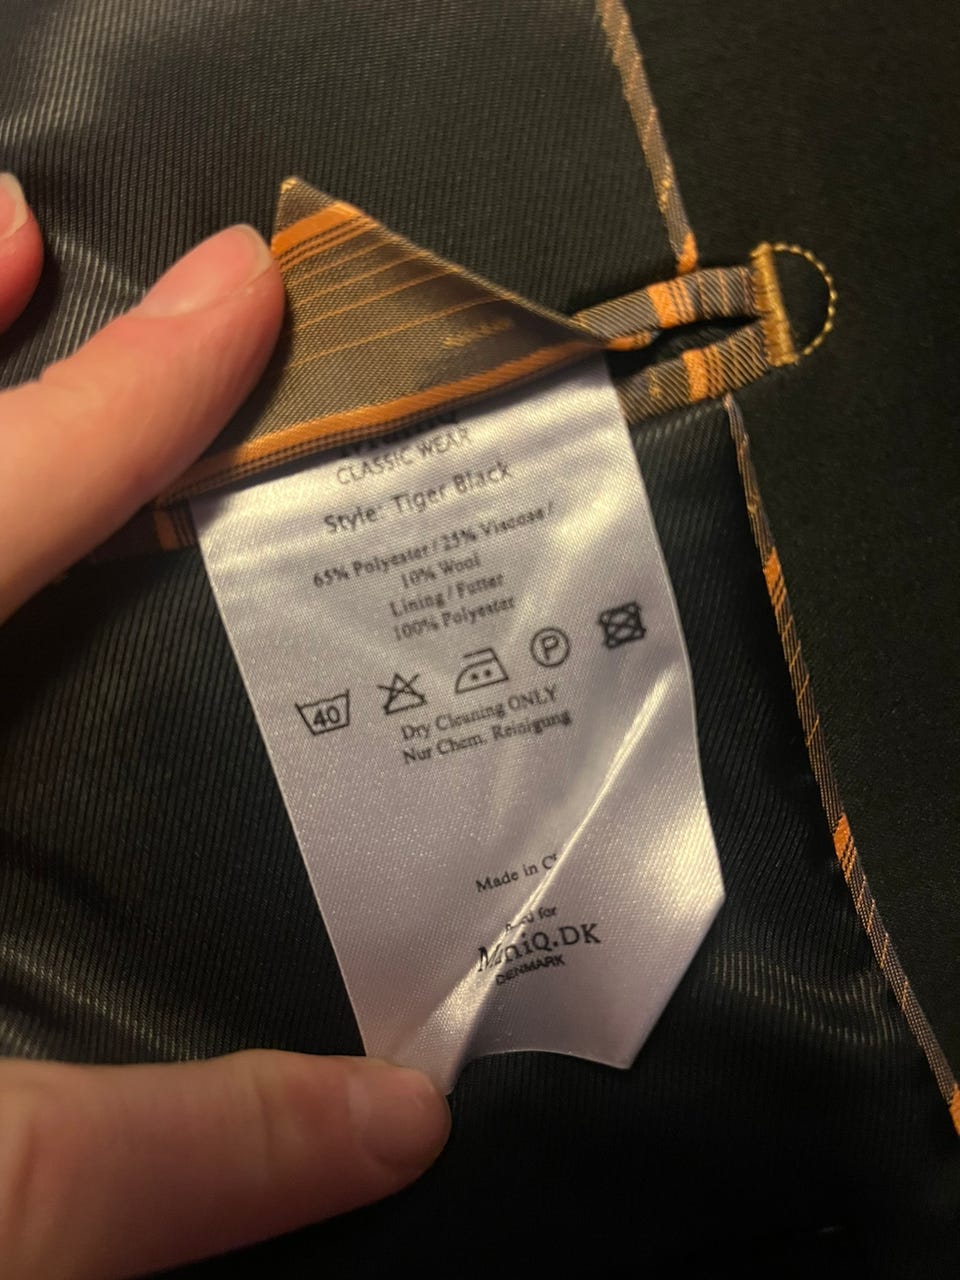 CLASSIC WEAR
Style: Tiger Black
65% Polyester / 25% Viscose /
10% Wool
Lining / Futter
100% Polyester
40
P
Dry Cleaning ONLY
Nur Chem. Reinigung
Made in
for
DENMARK